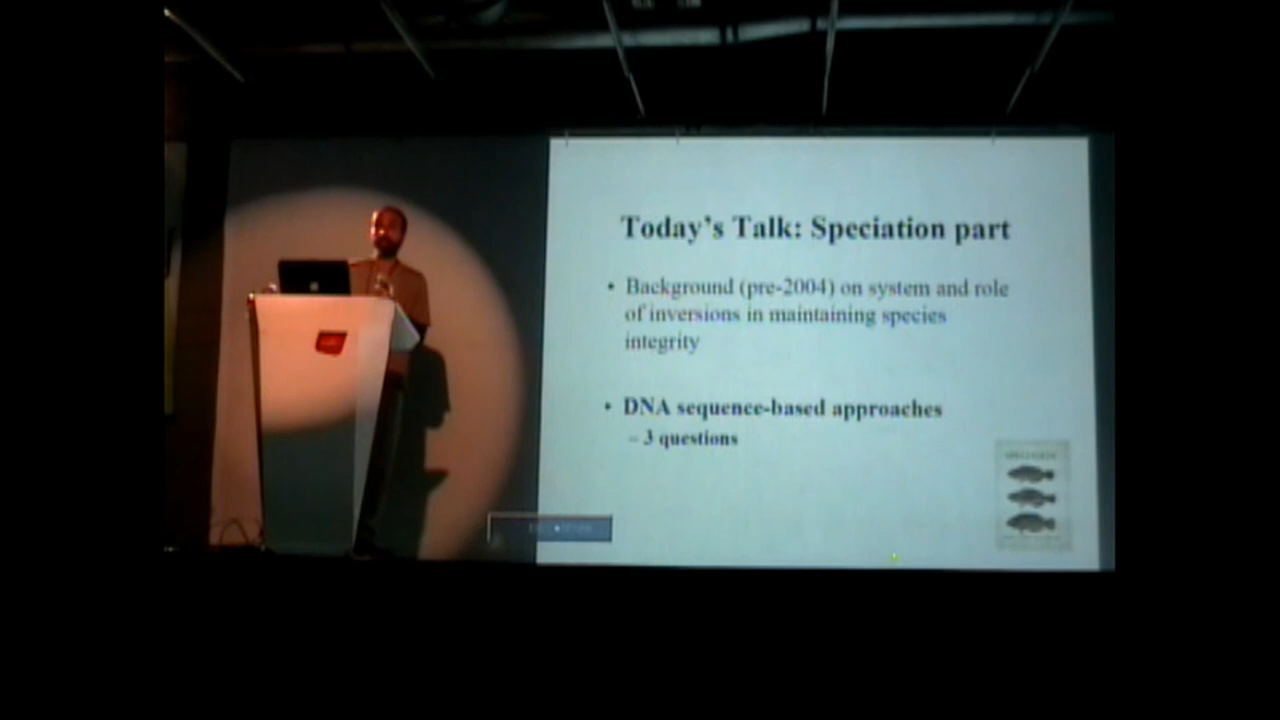 Today's Talk: Speciation part
• Background (pre-2004) on system and role
of inversions in maintaining species
integrity
• DNA sequence-based approaches
– 3 questions